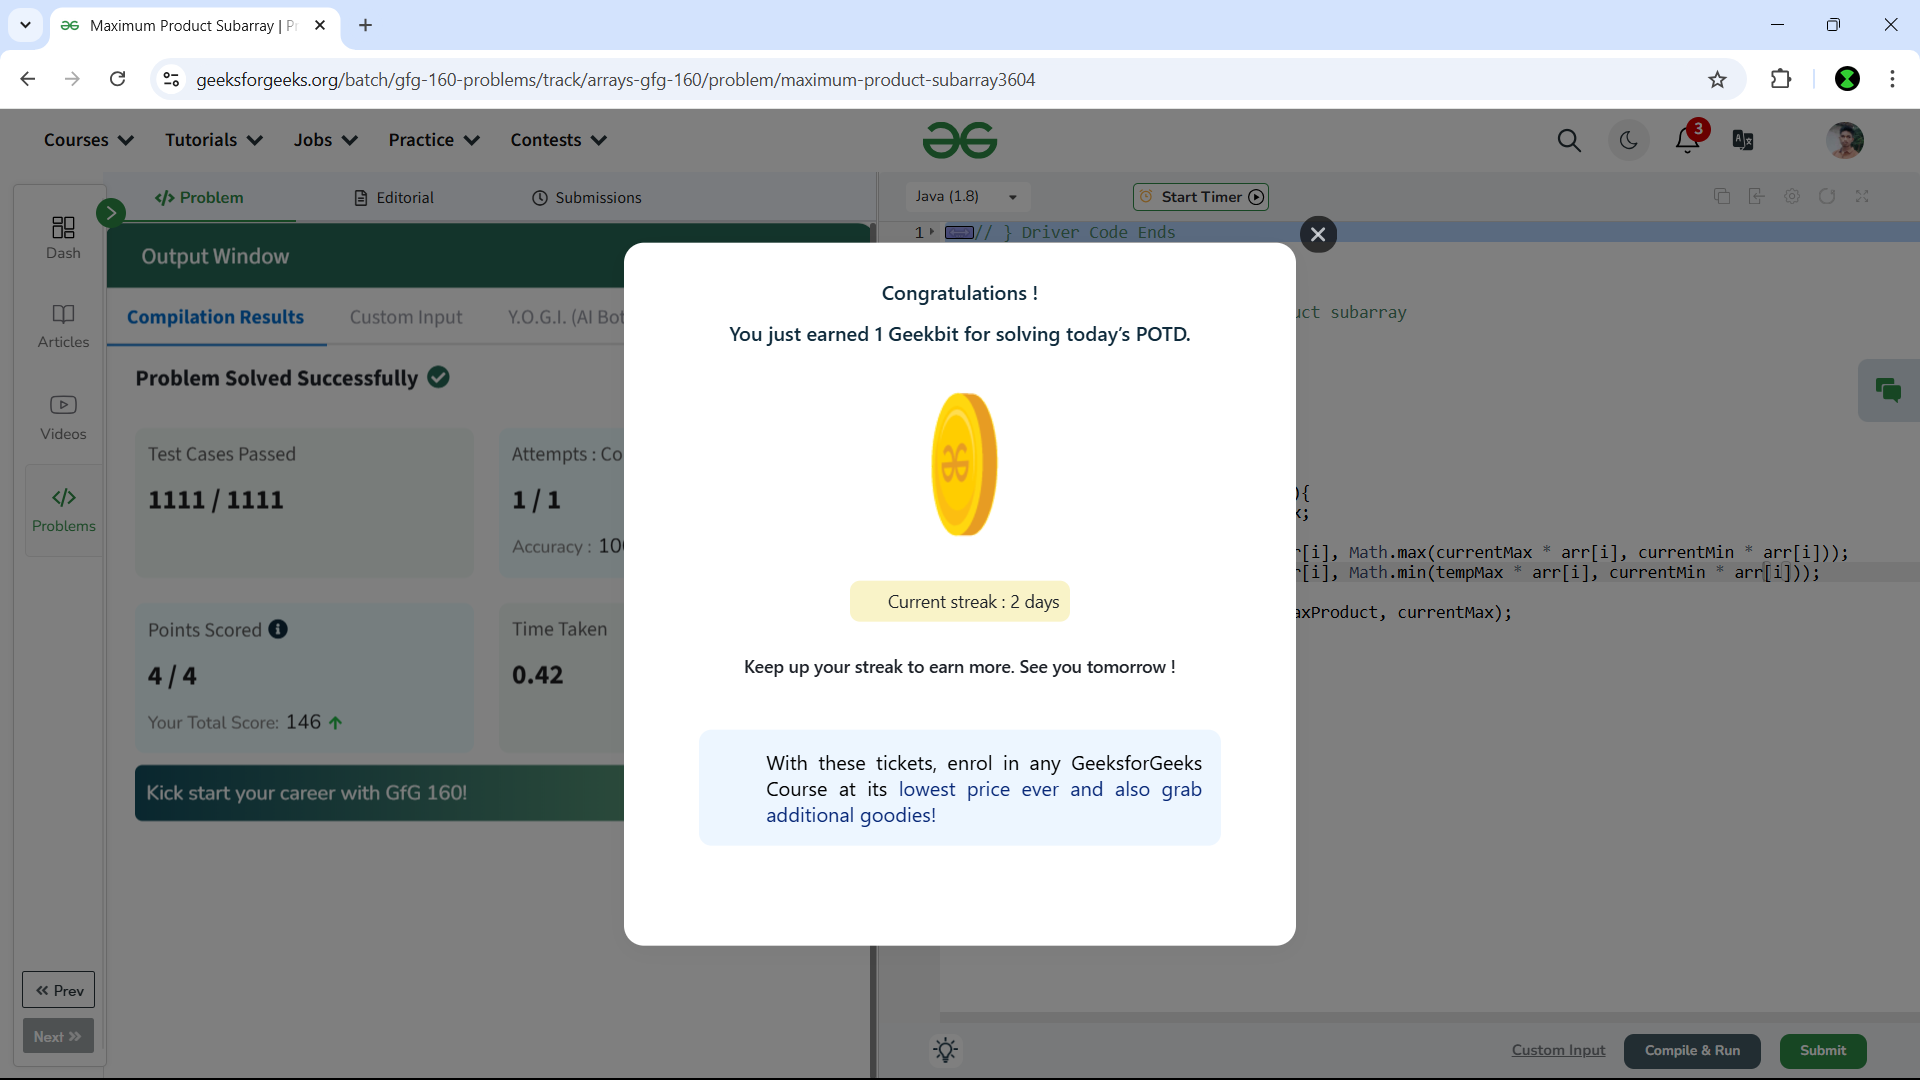 Maximum Product Subarray | Pr
geeksforgeeks.org/batch/gfg-160-problems/track/arrays-gfg-160/problem/maximum-product-subarray3604
Courses Tutorials Jobs Practice Contests
3
Problem Editorial Submissions
Java (1.8) Start Timer
Dash
Articles
Videos
Problems
Prev
Next
Output Window
Compilation Results Custom Input Y.O.G.I. (AI Bot
Problem Solved Successfully
Test Cases Passed
1111 / 1111
Attempts : Co
1 / 1
Accuracy : 100
Points Scored
4 / 4
Your Total Score: 146
Time Taken
0.42
Kick start your career with GfG 160!
Congratulations !
You just earned 1 Geekbit for solving today's POTD.
Current streak : 2 days
Keep up your streak to earn more. See you tomorrow !
With these tickets, enrol in any GeeksforGeeks
Course at its lowest price ever and also grab
additional goodies!
1 // } Driver Code Ends
uct subarray
){
x;
r[i], Math.max(currentMax * arr[i], currentMin * arr[i]));
r[i], Math.min(tempMax * arr[i], currentMin * arr[i]));
axProduct, currentMax);
Custom Input Compile & Run Submit